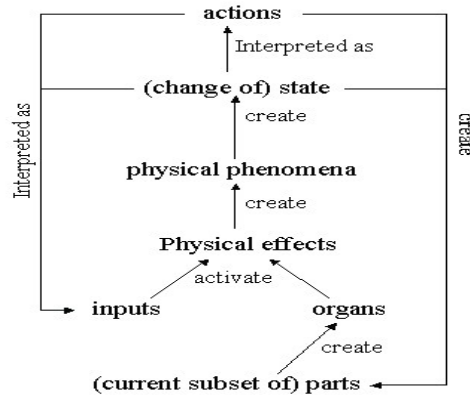 actions
Interpreted as
(change of) state
create
Interpreted as
create
physical phenomena
create
Physical effects
activate
inputs
organs
create
(current subset of) parts